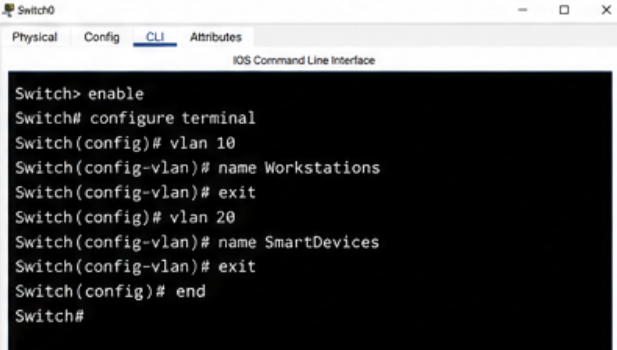 Switch0
Physical Config CLI Attributes
IOS Command Line Interface
Switch> enable
Switch# configure terminal
Switch(config)# vlan 10
Switch(config-vlan)# name Workstations
Switch(config-vlan)# exit
Switch(config)# vlan 20
Switch(config-vlan)# name SmartDevices
Switch(config-vlan)# exit
Switch(config)# end
Switch#